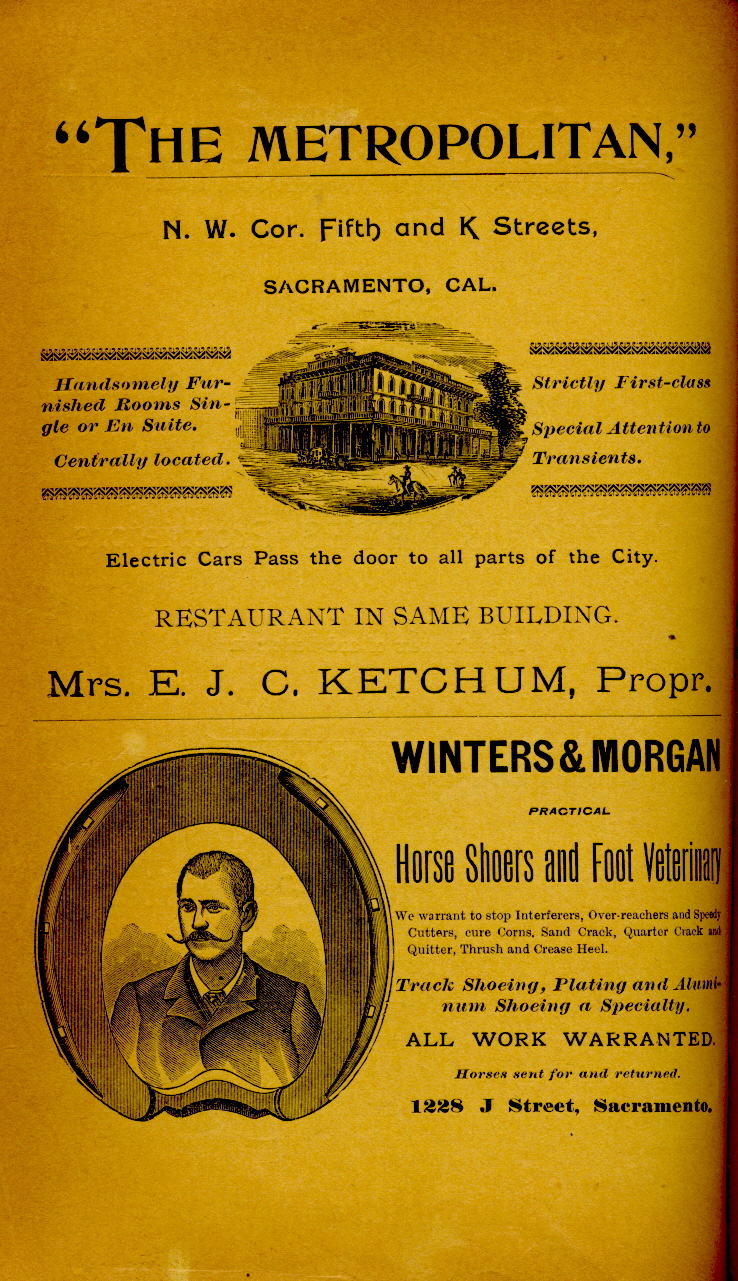 “THE METROPOLITAN,”
N. W. Cor. Fifth and K Streets,
SACRAMENTO, CAL.
Handsomely Fur-
nished Rooms Sin-
gle or En Suite.
Centrally located.
Strictly First-class
Special Attention to
Transients.
Electric Cars Pass the door to all parts of the City.
RESTAURANT IN SAME BUILDING.
Mrs. E. J. C. KETCHUM, Propr.
WINTERS & MORGAN
PRACTICAL
Horse Shoers and Foot Veterinary
We warrant to stop Interferers, Over-reachers and Speedy
Cutters, cure Corns, Sand Crack, Quarter Crack and
Quitter, Thrush and Crease Heel.
Track Shoeing, Plating and Alumi-
num Shoeing a Specialty.
ALL WORK WARRANTED.
Horses sent for and returned.
1228 J Street, Sacramento.